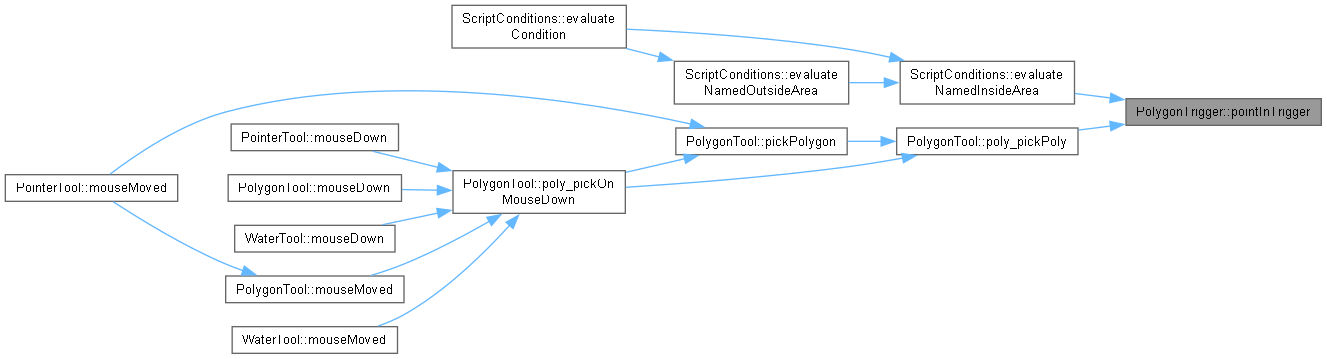 ScriptConditions::evaluate
Condition
ScriptConditions::evaluate
NamedOutsideArea
ScriptConditions::evaluate
NamedInsideArea
PolygonTrigger::pointInTrigger
PointerTool::mouseDown
PolygonTool::pickPolygon
PolygonTool::poly_pickPoly
PointerTool::mouseMoved
PolygonTool::mouseDown
PolygonTool::poly_pickOn
MouseDown
WaterTool::mouseDown
PolygonTool::mouseMoved
WaterTool::mouseMoved